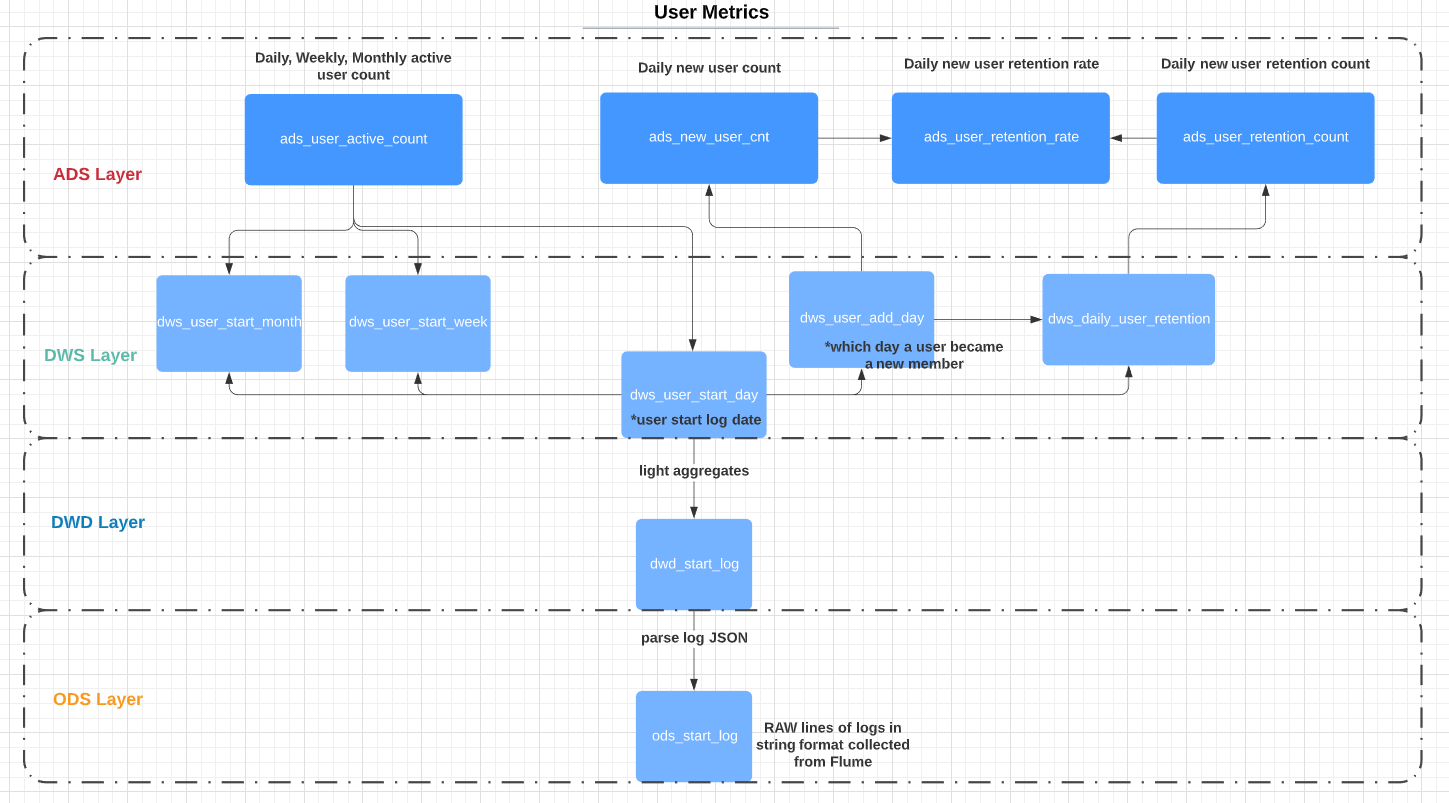 User Metrics
Daily, Weekly, Monthly active
user count
Daily new user count
Daily new user retention rate
Daily new user retention count
ads_user_active_count
ads_new_user_cnt
ads_user_retention_rate
ads_user_retention_count
ADS Layer
dws_user_start_month
dws_user_start_week
dws_user_add_day
dws_daily_user_retention
*which day a user became
a new member
DWS Layer
dws_user_start_day
*user start log date
light aggregates
DWD Layer
dwd_start_log
parse log JSON
ODS Layer
ods_start_log
RAW lines of logs in
string format collected
from Flume